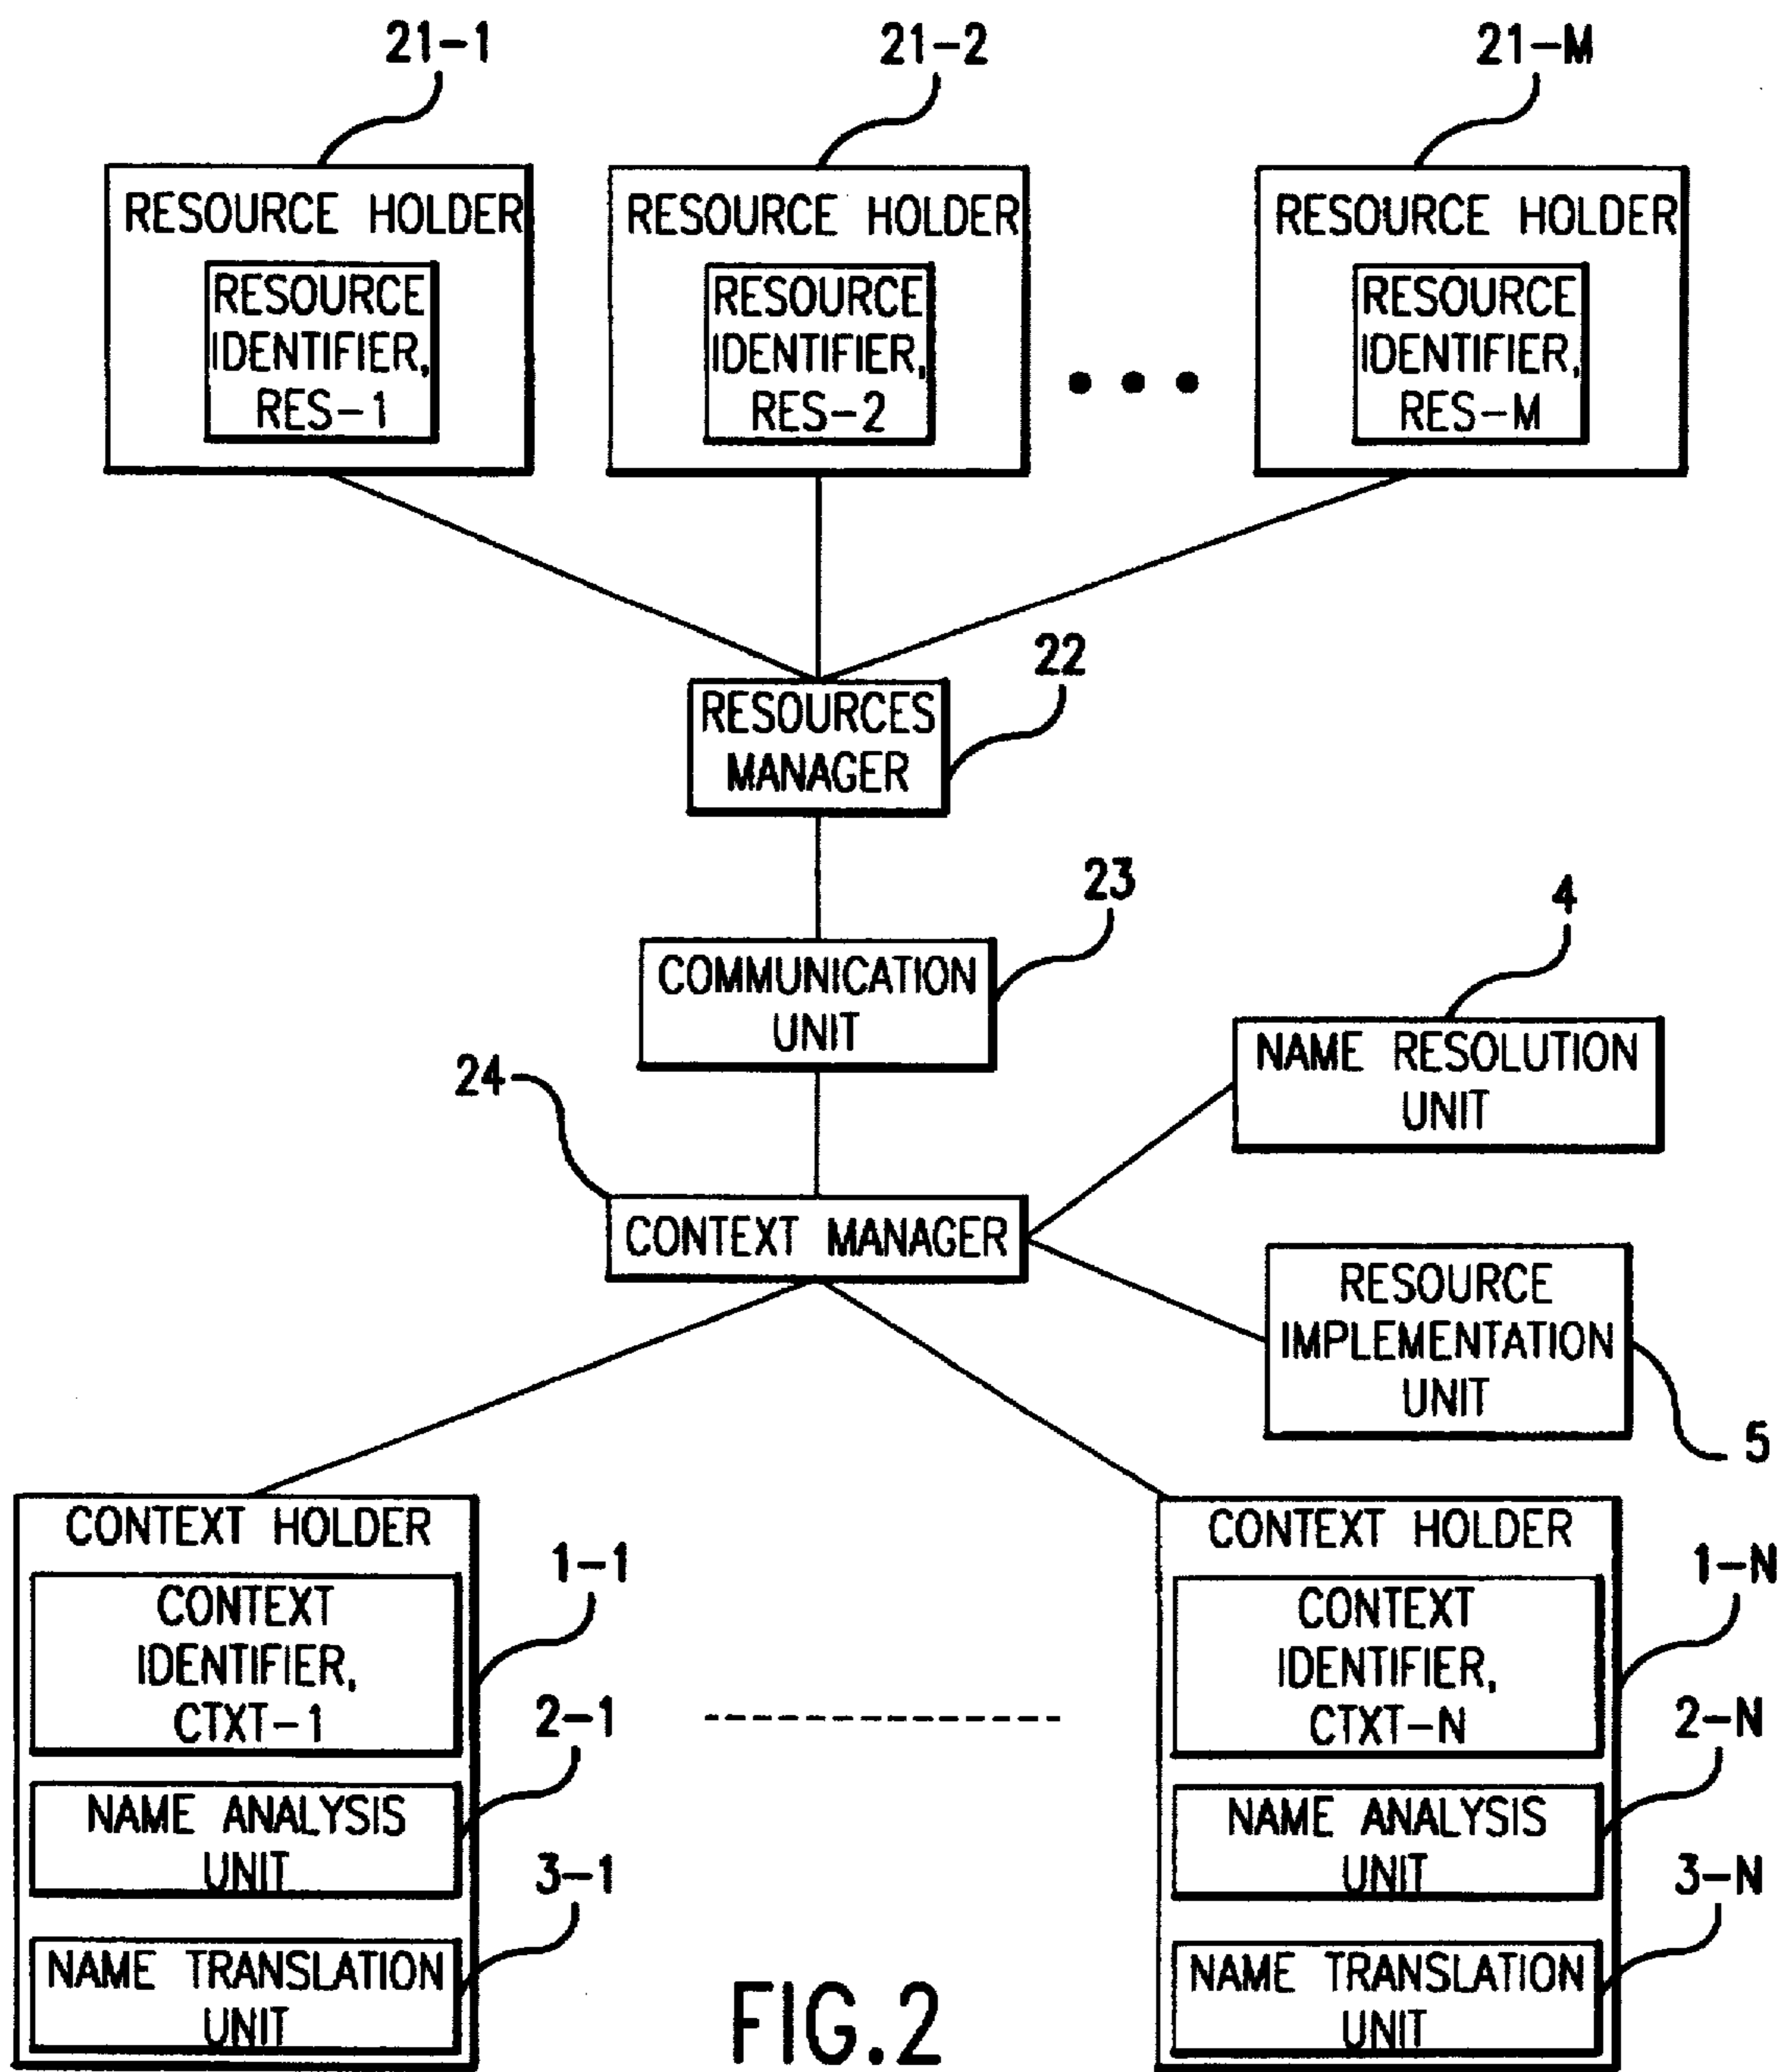 21-1
21-2
21-M
RESOURCE HOLDER
RESOURCE
IDENTIFIER,
RES-1
RESOURCE HOLDER
RESOURCE
IDENTIFIER,
RES-2
RESOURCE HOLDER
RESOURCE
IDENTIFIER,
RES-M
22
RESOURCES
MANAGER
23
COMMUNICATION
UNIT
4
NAME RESOLUTION
UNIT
24
CONTEXT MANAGER
RESOURCE
IMPLEMENTATION
UNIT
5
CONTEXT HOLDER
1-1
CONTEXT
IDENTIFIER,
CTXT-1
2-1
NAME ANALYSIS
UNIT
3-1
NAME TRANSLATION
UNIT
CONTEXT HOLDER
1-N
CONTEXT
IDENTIFIER,
CTXT-N
2-N
NAME ANALYSIS
UNIT
3-N
NAME TRANSLATION
UNIT
FIG.2